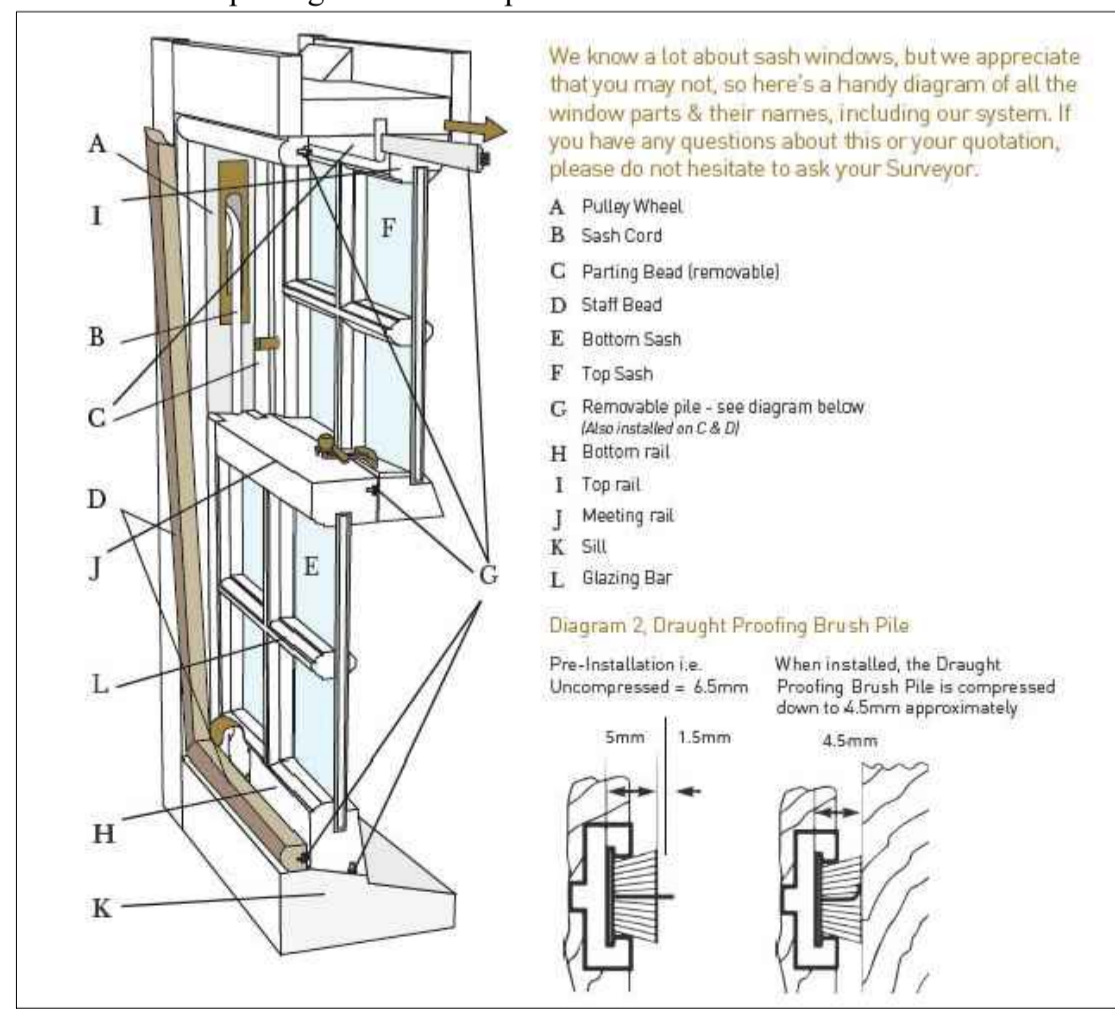 We know a lot about sash windows, but we appreciate
that you may not, so here's a handy diagram of all the
window parts & their names, including our system. If
you have any questions about this or your quotation,
please do not hesitate to ask your Surveyor.
A Pulley Wheel
B Sash Cord
C Parting Bead (removable)
D Staff Bead
E Bottom Sash
F Top Sash
G Removable pile - see diagram below
(Also installed on C & D)
H Bottom rail
I Top rail
J Meeting rail
K Sill
L Glazing Bar
Diagram 2, Draught Proofing Brush Pile
Pre-Installation i.e.
Uncompressed = 6.5mm
When installed, the Draught
Proofing Brush Pile is compressed
down to 4.5mm approximately
5mm
1.5mm
4.5mm
A
I
F
B
C
D
J
E
G
L
H
K